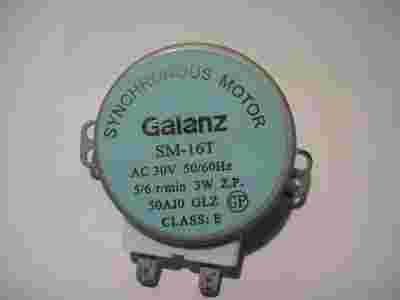 SYNCHRONOUS MOTOR
Galanz
SM-16T
AC 30V 50/60Hz
5/6 r/min 3W Z.P.
50AJ0 GLZ
CLASS: E